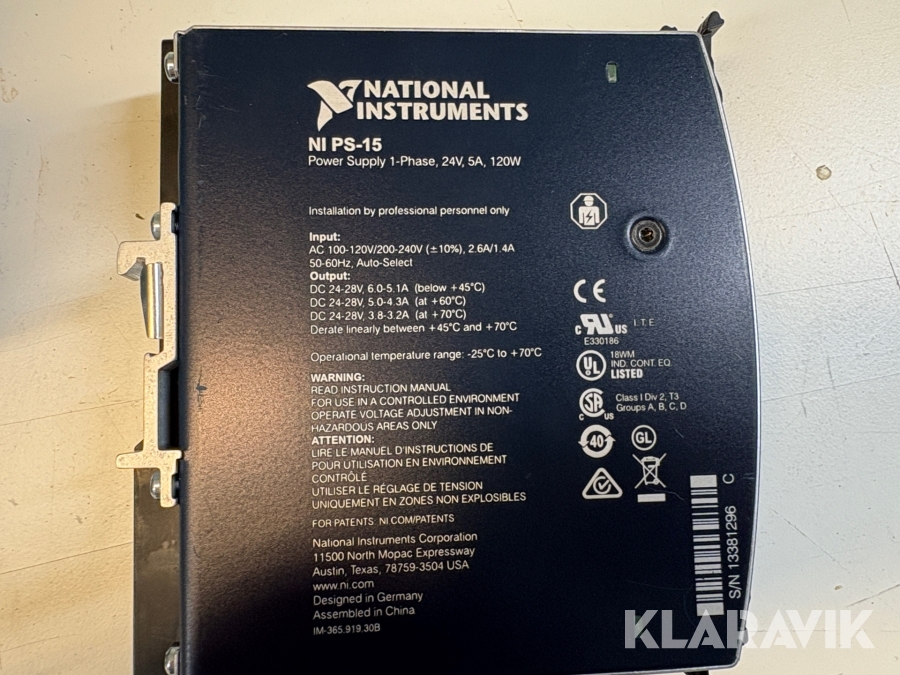 NATIONAL
INSTRUMENTS
NI PS-15
Power Supply 1-Phase, 24V, 5A, 120W
Installation by professional personnel only
Input:
AC 100-120V/200-240V (±10%), 2.6A/1.4A
50-60Hz, Auto-Select
Output:
DC 24-28V, 6.0-5.1A (below +45°C)
DC 24-28V, 5.0-4.3A (at +60°C)
DC 24-28V, 3.8-3.2A (at +70°C)
Derate linearly between +45°C and +70°C
Operational temperature range: -25°C to +70°C
WARNING:
READ INSTRUCTION MANUAL
FOR USE IN A CONTROLLED ENVIRONMENT
OPERATE VOLTAGE ADJUSTMENT IN NON-
HAZARDOUS AREAS ONLY
ATTENTION:
LIRE LE MANUEL D'INSTRUCTIONS DE
POUR UTILISATION EN ENVIRONNEMENT
CONTRÔLÉ
UTILISER LE RÉGLAGE DE TENSION
UNIQUEMENT EN ZONES NON EXPLOSIBLES
FOR PATENTS: NI.COM/PATENTS
National Instruments Corporation
11500 North Mopac Expressway
Austin, Texas, 78759-3504 USA
www.ni.com
Designed in Germany
Assembled in China
IM-365.919.30B
CE
c RU US I.T.E.
E330186
UL 18WM
IND. CONT. EQ.
LISTED
c SA US Class I Div 2, T3
Groups A, B, C, D
40 GL
S/N 13381296 C
KLARAVIK